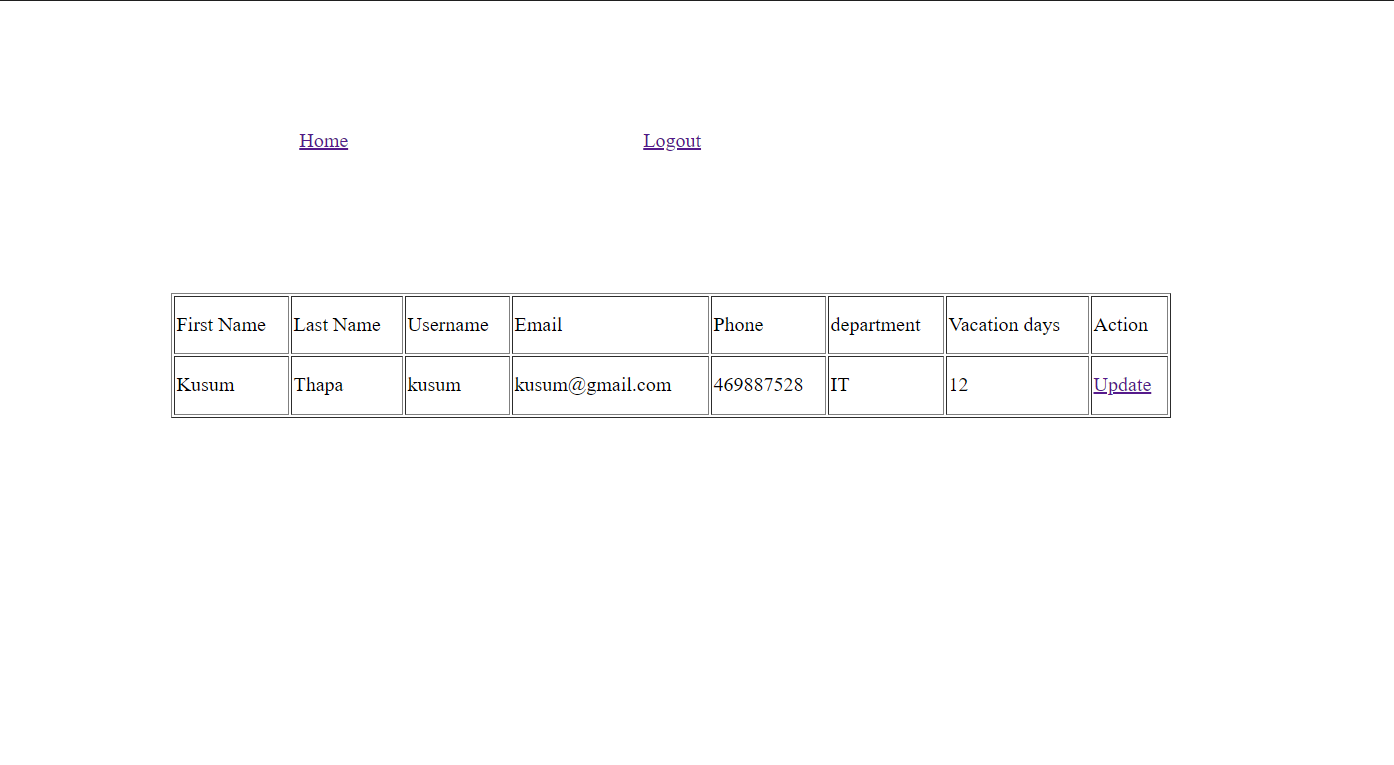 Home Logout
First Name Last Name Username Email Phone department Vacation days Action
Kusum Thapa kusum kusum@gmail.com 469887528 IT 12 Update